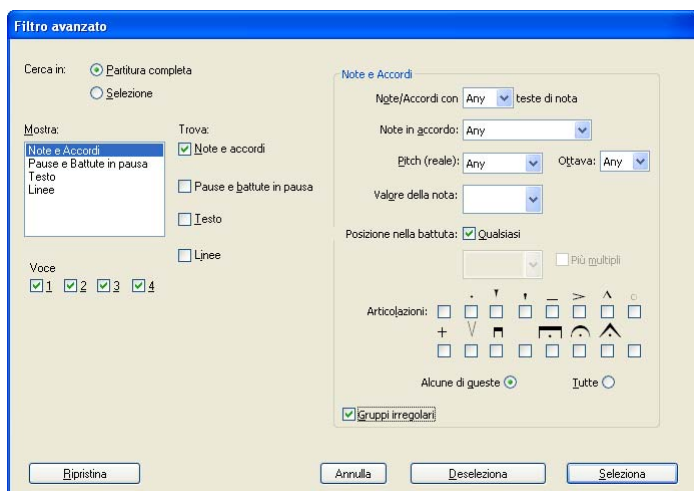 Filtro avanzato
Cerca in:
Partitura completa
Selezione
Mostra:
Note e Accordi
Pause e Battute in pausa
Testo
Linee
Trova:
Note e accordi
Pause e battute in pausa
Testo
Linee
Voce
1 2 3 4
Note e Accordi
Note/Accordi con Any teste di nota
Note in accordo: Any
Pitch (reale): Any Ottava: Any
Valore della nota:
Posizione nella battuta: Qualsiasi
Più multipli
Articolazioni:
Alcune di queste Tutte
Gruppi irregolari
Ripristina Annulla Deseleziona Seleziona